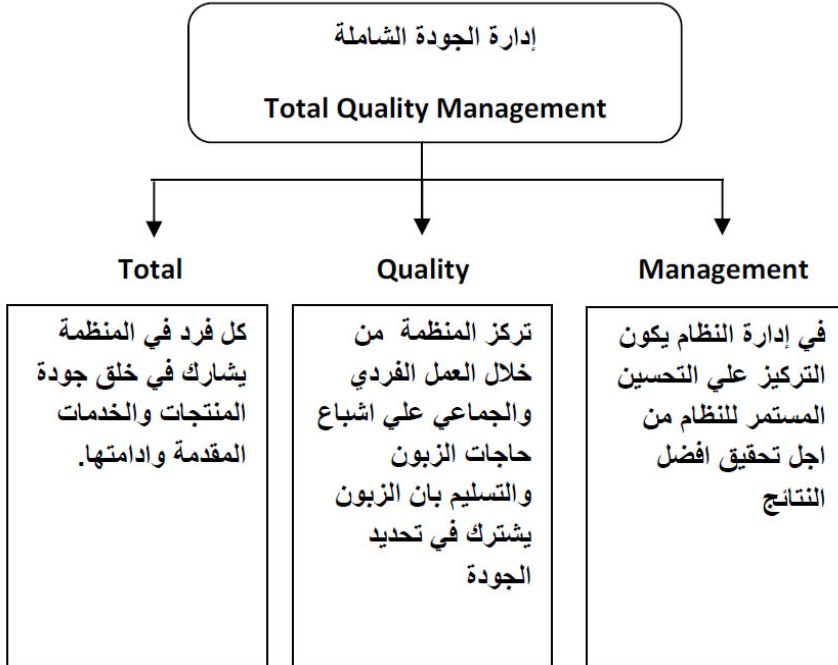 إدارة الجودة الشاملة
Total Quality Management
Total
كل فرد في المنظمة
يشارك في خلق جودة
المنتجات والخدمات
المقدمة وادامتها.
Quality
تركز المنظمة من
خلال العمل الفردي
والجماعي علي اشباع
حاجات الزبون
والتسليم بان الزبون
يشترك في تحديد
الجودة
Management
في إدارة النظام يكون
التركيز علي التحسين
المستمر للنظام من
اجل تحقيق افضل
النتائج